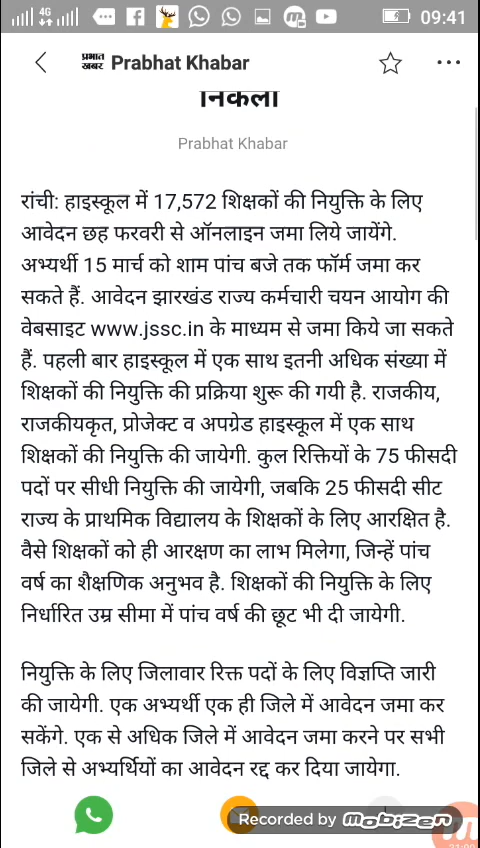 4G
09:41
प्रभात
खबर Prabhat Khabar
निकली
Prabhat Khabar
रांची: हाइस्कूल में 17,572 शिक्षकों की नियुक्ति के लिए
आवेदन छह फरवरी से ऑनलाइन जमा लिये जायेंगे.
अभ्यर्थी 15 मार्च को शाम पांच बजे तक फॉर्म जमा कर
सकते हैं. आवेदन झारखंड राज्य कर्मचारी चयन आयोग की
वेबसाइट www.jssc.in के माध्यम से जमा किये जा सकते
हैं. पहली बार हाइस्कूल में एक साथ इतनी अधिक संख्या में
शिक्षकों की नियुक्ति की प्रक्रिया शुरू की गयी है. राजकीय,
राजकीयकृत, प्रोजेक्ट व अपग्रेड हाइस्कूल में एक साथ
शिक्षकों की नियुक्ति की जायेगी. कुल रिक्तियों के 75 फीसदी
पदों पर सीधी नियुक्ति की जायेगी, जबकि 25 फीसदी सीट
राज्य के प्राथमिक विद्यालय के शिक्षकों के लिए आरक्षित है.
वैसे शिक्षकों को ही आरक्षण का लाभ मिलेगा, जिन्हें पांच
वर्ष का शैक्षणिक अनुभव है. शिक्षकों की नियुक्ति के लिए
निर्धारित उम्र सीमा में पांच वर्ष की छूट भी दी जायेगी.
नियुक्ति के लिए जिलावार रिक्त पदों के लिए विज्ञप्ति जारी
की जायेगी. एक अभ्यर्थी एक ही जिले में आवेदन जमा कर
सकेंगे. एक से अधिक जिले में आवेदन जमा करने पर सभी
जिले से अभ्यर्थियों का आवेदन रद्द कर दिया जायेगा.
Recorded by Mobizen